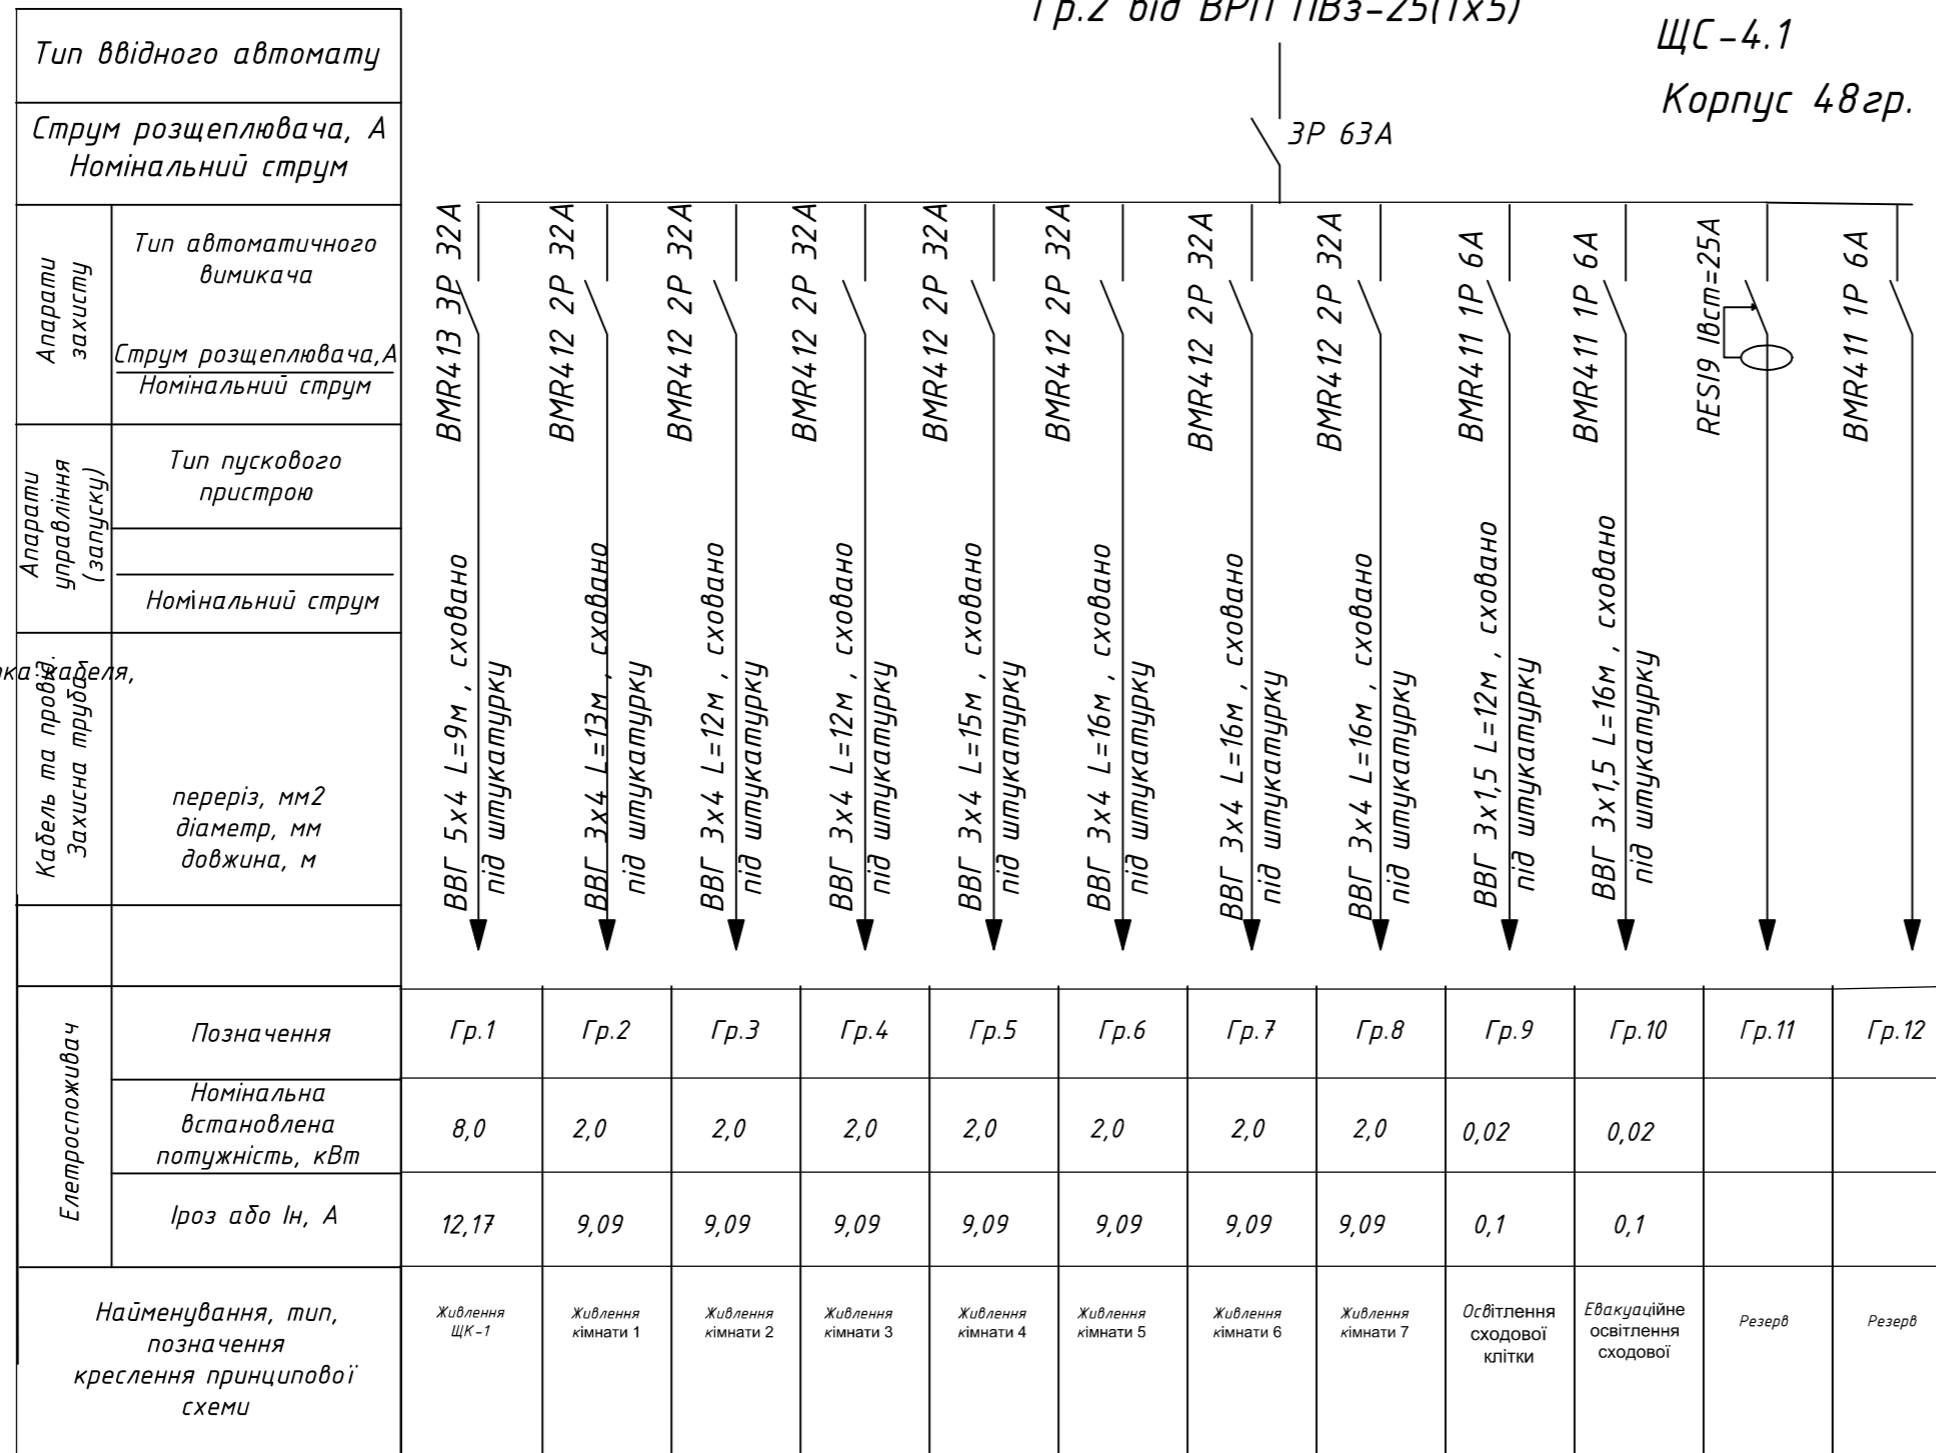 Гр.2 від ВРП ПВз-25(1х5)
ЩС-4.1
Корпус 48гр.
3Р 63А
Тип ввідного автомату
Струм розщеплювача, А
Номінальний струм
Апарати
захисту
Тип автоматичного
вимикача
Струм розщеплювача,А
Номінальний струм
Апарати
управління
(запуску)
Тип пускового
пристрою
Номінальний струм
Кабель та провід.
Захисна труба
кабеля,
переріз, мм2
діаметр, мм
довжина, м
BMR413 3P 32A
BMR412 2P 32A
BMR412 2P 32A
BMR412 2P 32A
BMR412 2P 32A
BMR412 2P 32A
BMR412 2P 32A
BMR412 2P 32A
BMR411 1P 6A
BMR411 1P 6A
RESI9 Івст=25А
BMR411 1P 6A
ВВГ 5х4 L=9м , сховано
під штукатурку
ВВГ 3х4 L=13м , сховано
під штукатурку
ВВГ 3х4 L=12м , сховано
під штукатурку
ВВГ 3х4 L=12м , сховано
під штукатурку
ВВГ 3х4 L=15м , сховано
під штукатурку
ВВГ 3х4 L=16м , сховано
під штукатурку
ВВГ 3х4 L=16м , сховано
під штукатурку
ВВГ 3х4 L=16м , сховано
під штукатурку
ВВГ 3х1,5 L=12м , сховано
під штукатурку
ВВГ 3х1,5 L=16м , сховано
під штукатурку
Елетроспоживач
Позначення
Гр.1 Гр.2 Гр.3 Гр.4 Гр.5 Гр.6 Гр.7 Гр.8 Гр.9 Гр.10 Гр.11 Гр.12
Номінальна
встановлена
потужність, кВт
8,0 2,0 2,0 2,0 2,0 2,0 2,0 2,0 0,02 0,02
Іроз або Ін, А
12,17 9,09 9,09 9,09 9,09 9,09 9,09 9,09 0,1 0,1
Найменування, тип,
позначення
креслення принципової
схеми
Живлення
ЩК-1
Живлення
кімнати 1
Живлення
кімнати 2
Живлення
кімнати 3
Живлення
кімнати 4
Живлення
кімнати 5
Живлення
кімнати 6
Живлення
кімнати 7
Освітлення
сходової
клітки
Евакуаційне
освітлення
сходової
Резерв
Резерв